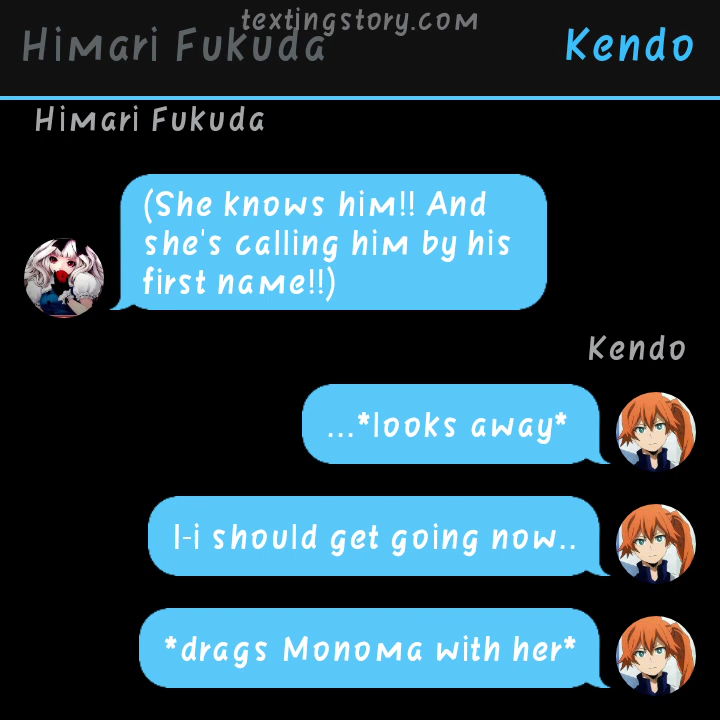 textingstory.com
Himari Fukuda
Kendo
Himari Fukuda
(She knows him!! And
she's calling him by his
first name!!)
Kendo
...*looks away*
I-i should get going now..
*drags Monoma with her*